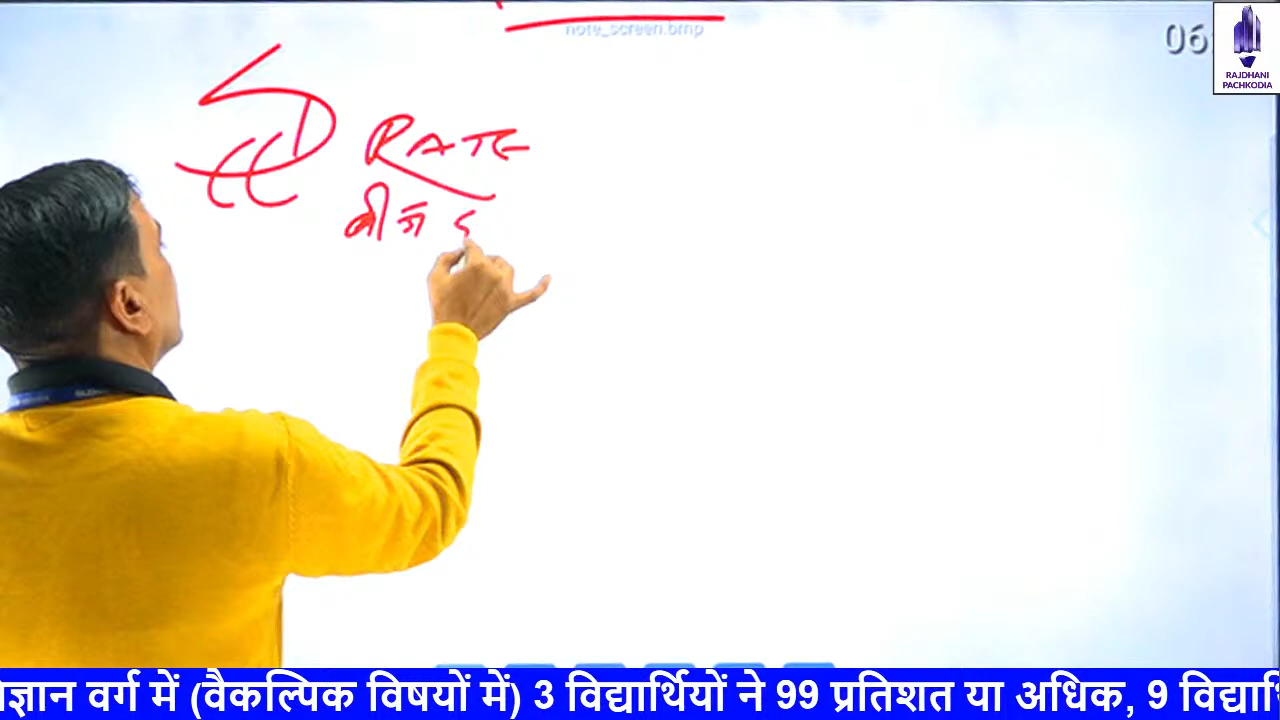 note_screen.bmp
06
RAJDHANI
PACHKODIA
RATE
बीज
विज्ञान वर्ग में (वैकल्पिक विषयों में) 3 विद्यार्थियों ने 99 प्रतिशत या अधिक, 9 विद्यार्थि